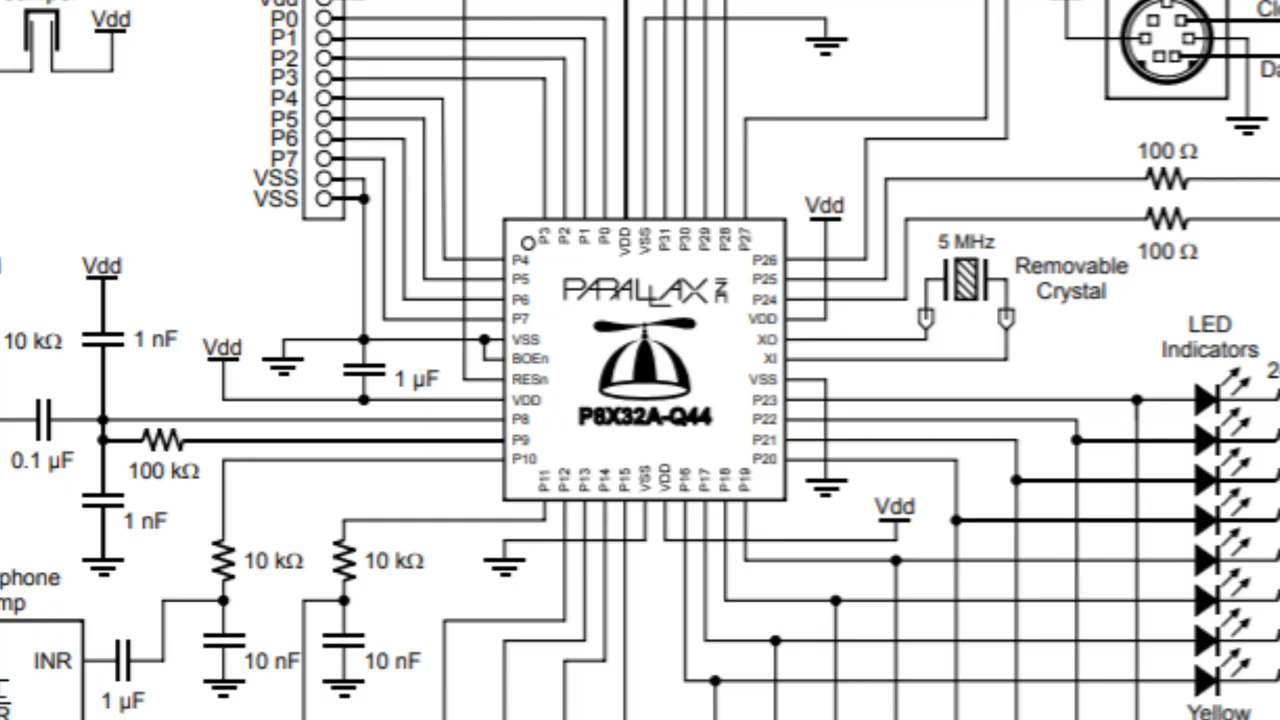 Vdd
P0
P1
P2
P3
P4
P5
P6
P7
VSS
VSS
Vdd
10 kΩ
1 nF
Vdd
1 µF
0.1 µF
100 kΩ
1 nF
10 kΩ
10 kΩ
phone
INR
1 µF
10 nF
10 nF
P3 P2 P1 P0 VDD VSS P31 P30 P29 P28 P27
P4
P5
P6
P7
VSS
BOEn
RESn
VDD
P8
P9
P10
PARALLAX
P8X32A-Q44
P26
P25
P24
VDD
XO
XI
VSS
P23
P22
P21
P20
P11 P12 P13 P14 P15 VSS VDD P16 P17 P18 P19
Vdd
5 MHz
Removable
Crystal
100 Ω
100 Ω
LED
Indicators
Vdd
Yellow